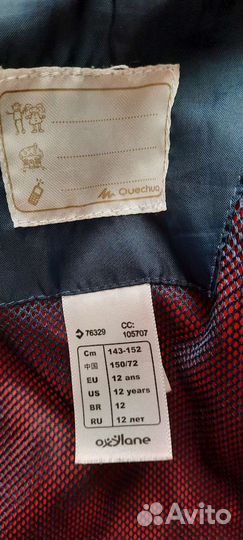 Quechua
76329 CC: 105707
Cm 143-152
中国 150/72
EU 12 ans
US 12 years
BR 12
RU 12 лет
oxylane
Avito